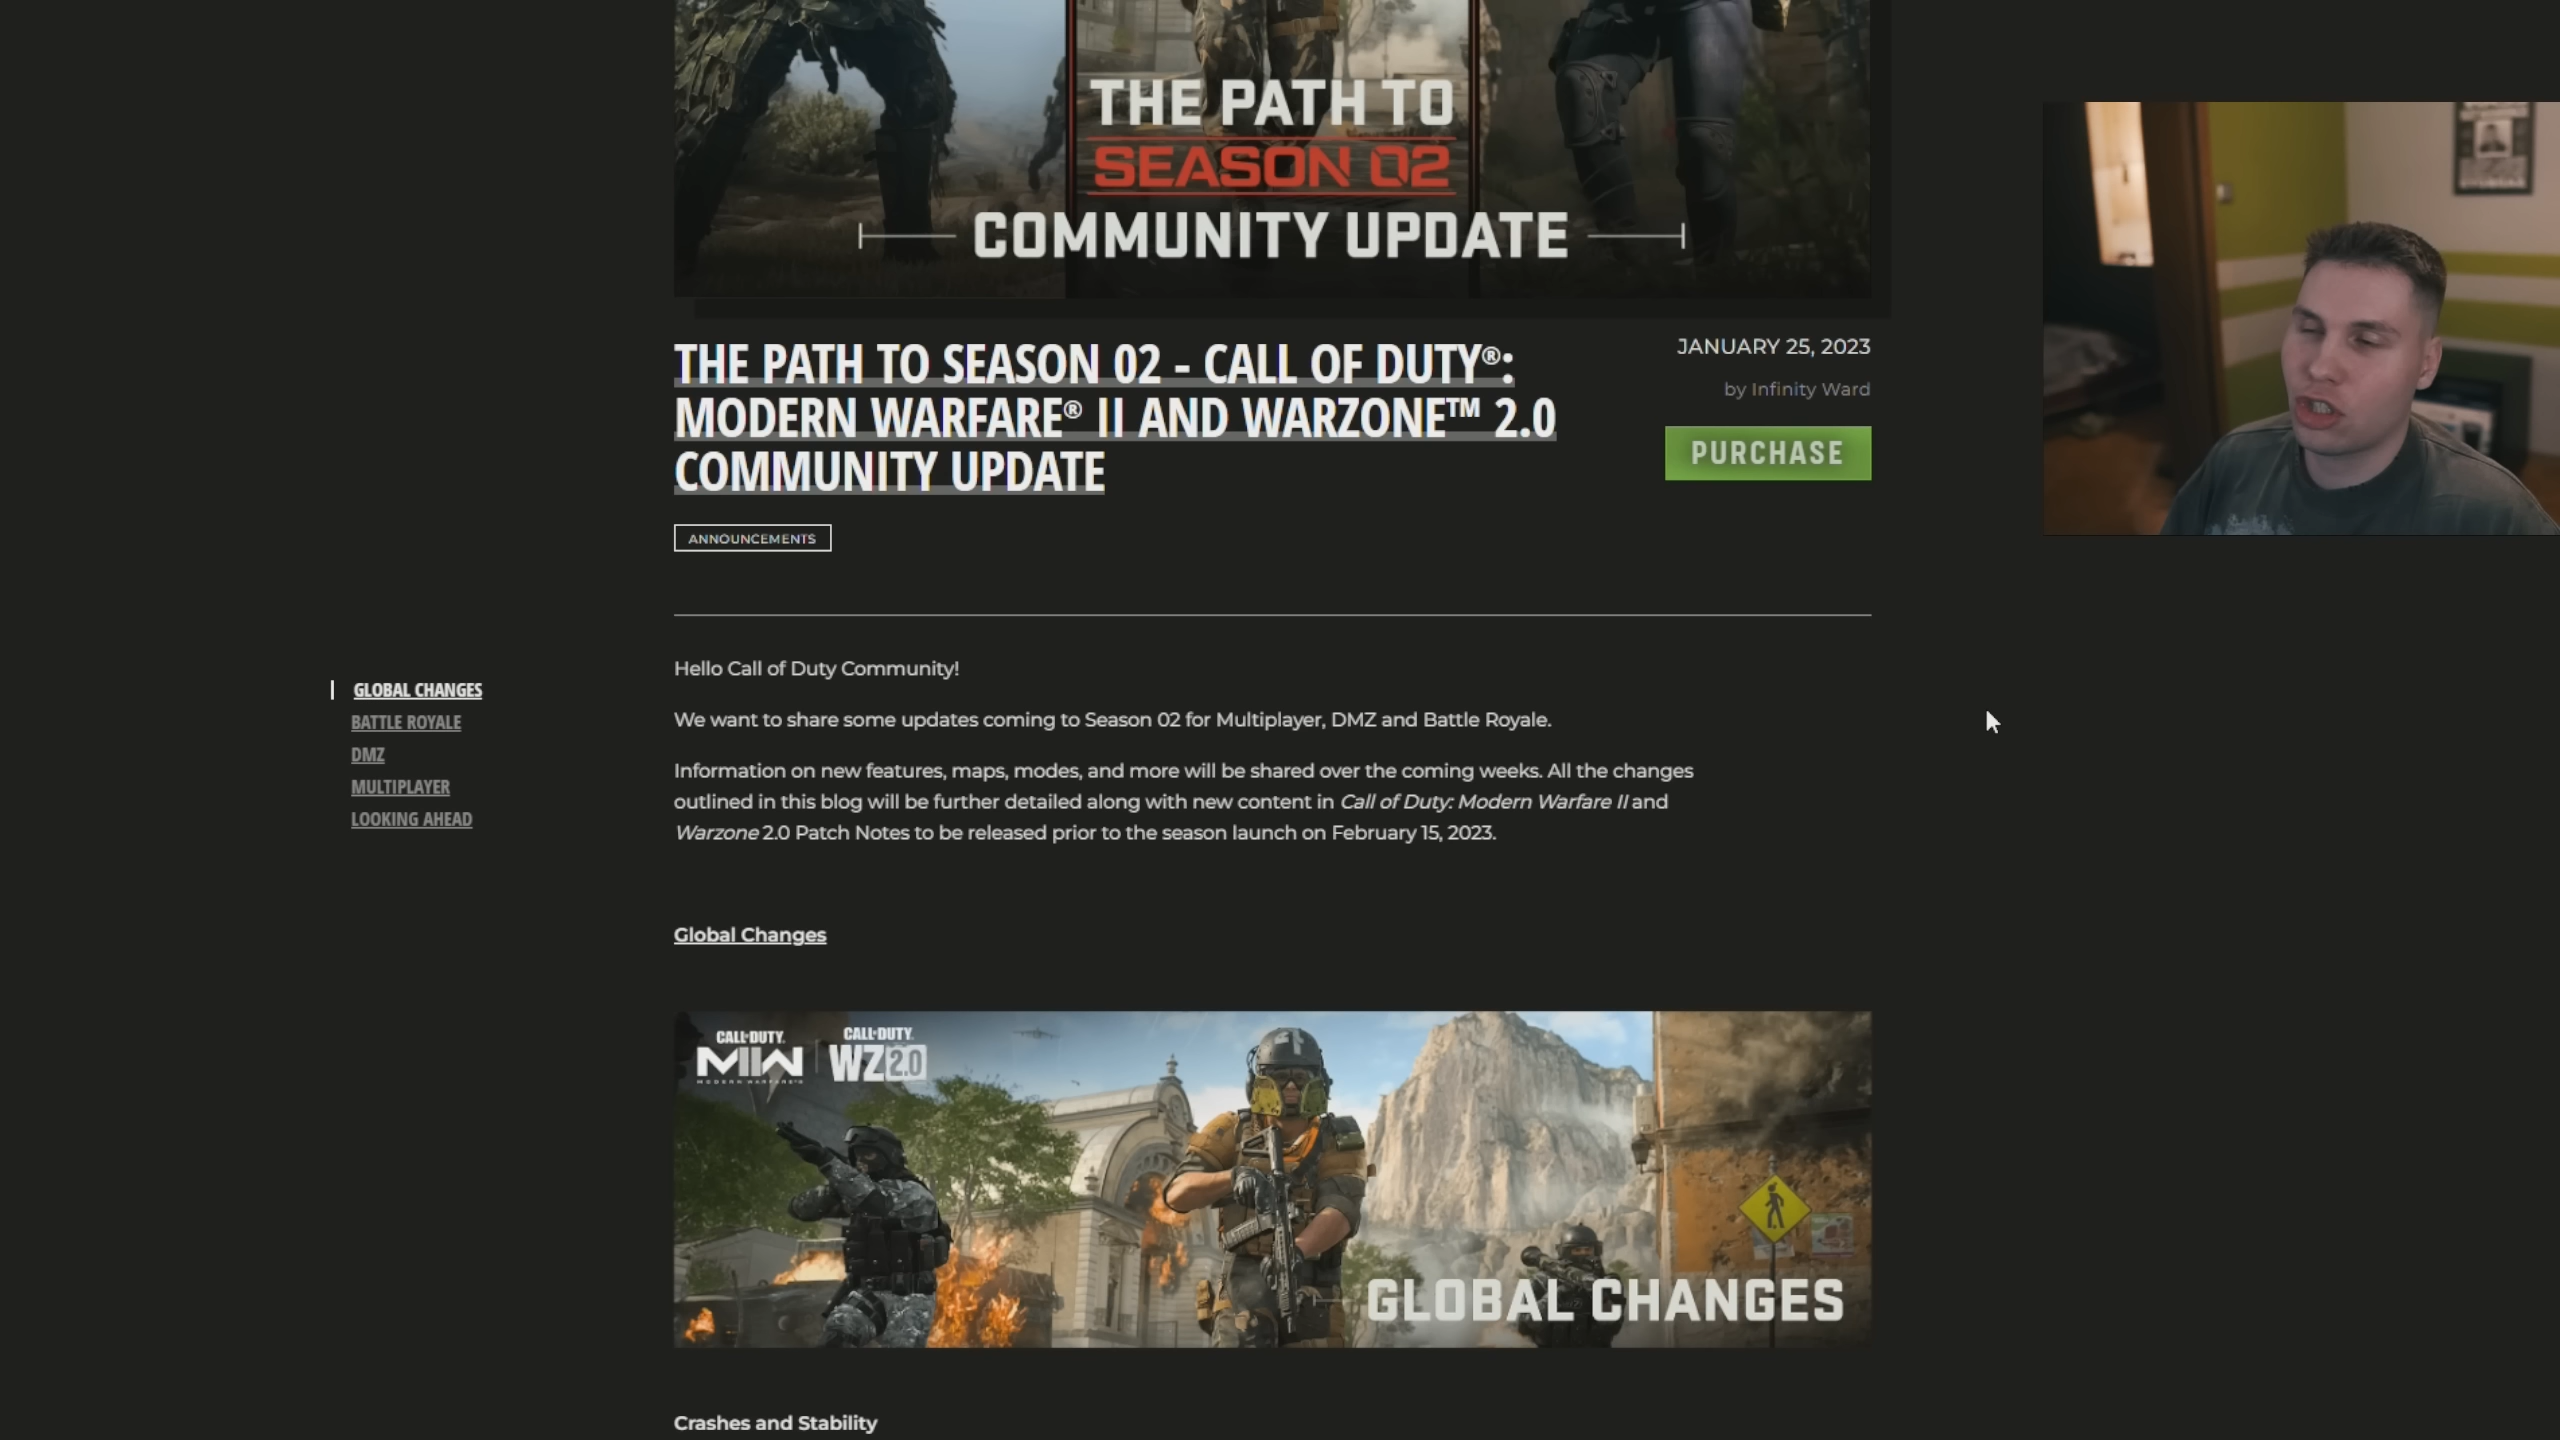 THE PATH TO
SEASON 02
COMMUNITY UPDATE
THE PATH TO SEASON 02 - CALL OF DUTY®:
MODERN WARFARE® II AND WARZONE™ 2.0
COMMUNITY UPDATE
JANUARY 25, 2023
by Infinity Ward
PURCHASE
ANNOUNCEMENTS
GLOBAL CHANGES
BATTLE ROYALE
DMZ
MULTIPLAYER
LOOKING AHEAD
Hello Call of Duty Community!
We want to share some updates coming to Season 02 for Multiplayer, DMZ and Battle Royale.
Information on new features, maps, modes, and more will be shared over the coming weeks. All the changes
outlined in this blog will be further detailed along with new content in Call of Duty: Modern Warfare II and
Warzone 2.0 Patch Notes to be released prior to the season launch on February 15, 2023.
Global Changes
CALL OF DUTY.
MWII
MODERN WARFARE II
CALL OF DUTY.
WZ 2.0
GLOBAL CHANGES
Crashes and Stability